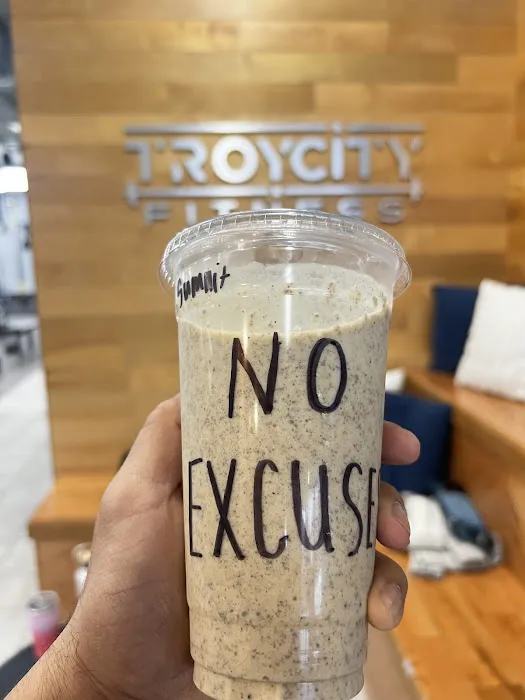 TROYCITY
FITNESS
Summit
NO
EXCUSE